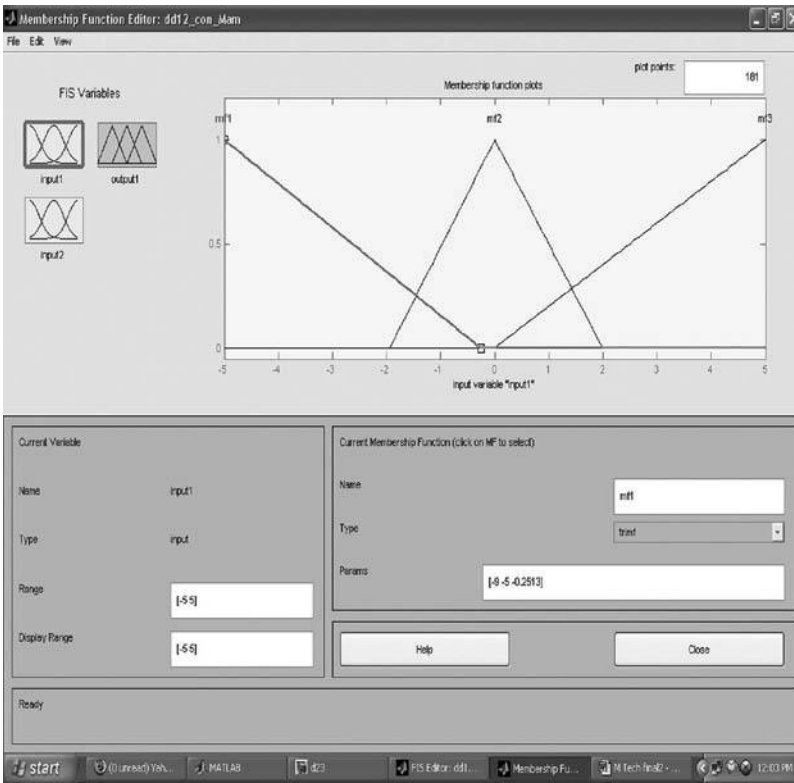 Membership Function Editor: dd12_con_Mam
File Edit View
FIS Variables
input1
output1
input2
plot points:
181
Membership function plots
mf1
mf2
mf3
1
0.5
0
-5 -4 -3 -2 -1 0 1 2 3 4 5
input variable "input1"
Current Variable
Name input1
Type input
Range [-5 5]
Display Range [-5 5]
Current Membership Function (click on MF to select)
Name mf1
Type trimf
Params [-9 -5 -0.2513]
Help
Close
Ready
start
(0 unread) Yah...
MATLAB
d23
FIS Editor: dd1...
Membership Fu...
M.Tech final2 - ...
12:03 PM